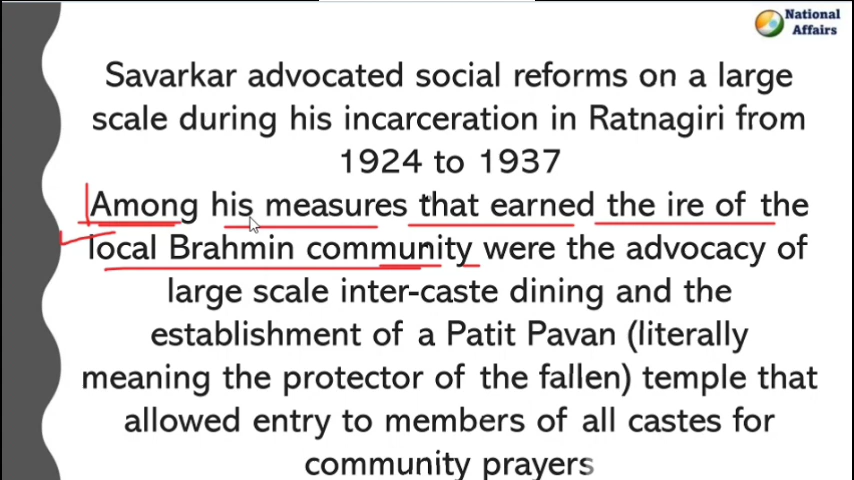 National
Affairs
Savarkar advocated social reforms on a large
scale during his incarceration in Ratnagiri from
1924 to 1937
Among his measures that earned the ire of the
local Brahmin community were the advocacy of
large scale inter-caste dining and the
establishment of a Patit Pavan (literally
meaning the protector of the fallen) temple that
allowed entry to members of all castes for
community prayers